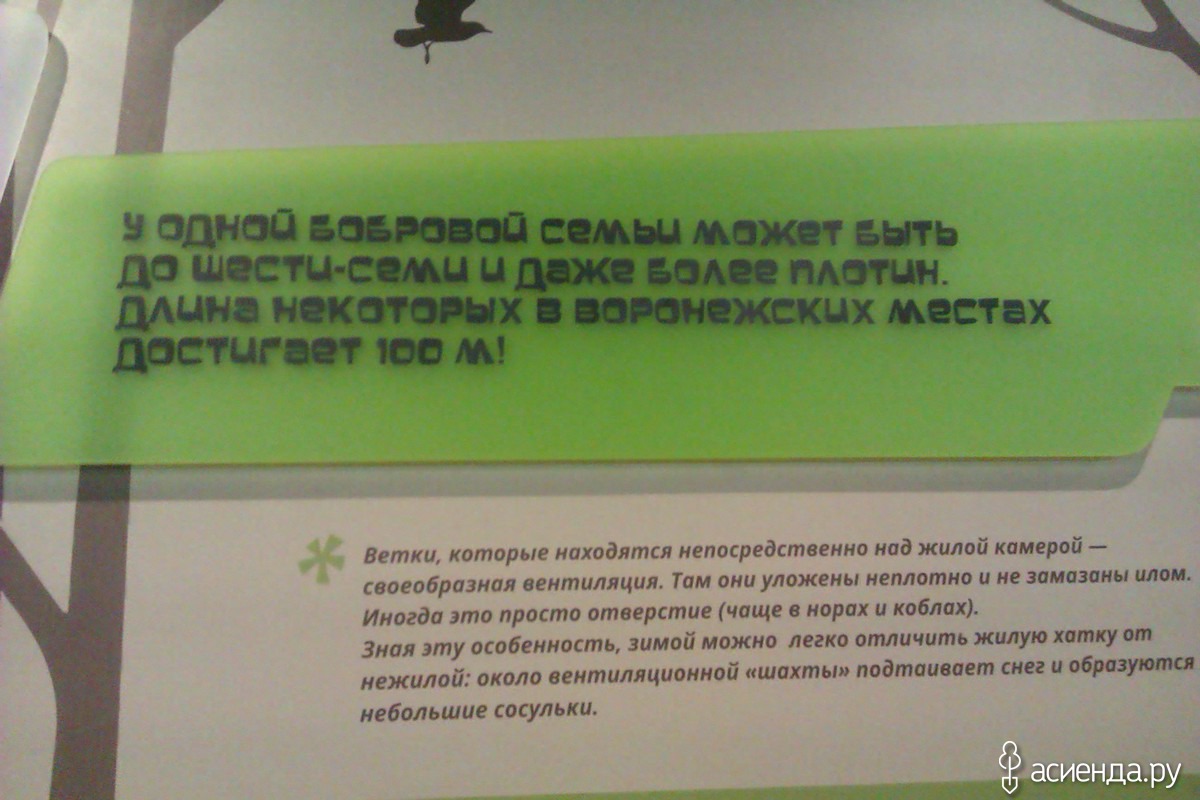 У одной бобровой семьи может быть
до шести-семи и даже более плотин.
Длина некоторых в воронежских местах
достигает 100 м!
* Ветки, которые находятся непосредственно над жилой камерой —
своеобразная вентиляция. Там они уложены неплотно и не замазаны илом.
Иногда это просто отверстие (чаще в норах и коблах).
Зная эту особенность, зимой можно легко отличить жилую хатку от
нежилой: около вентиляционной «шахты» подтаивает снег и образуются
небольшие сосульки.
асиенда.ру